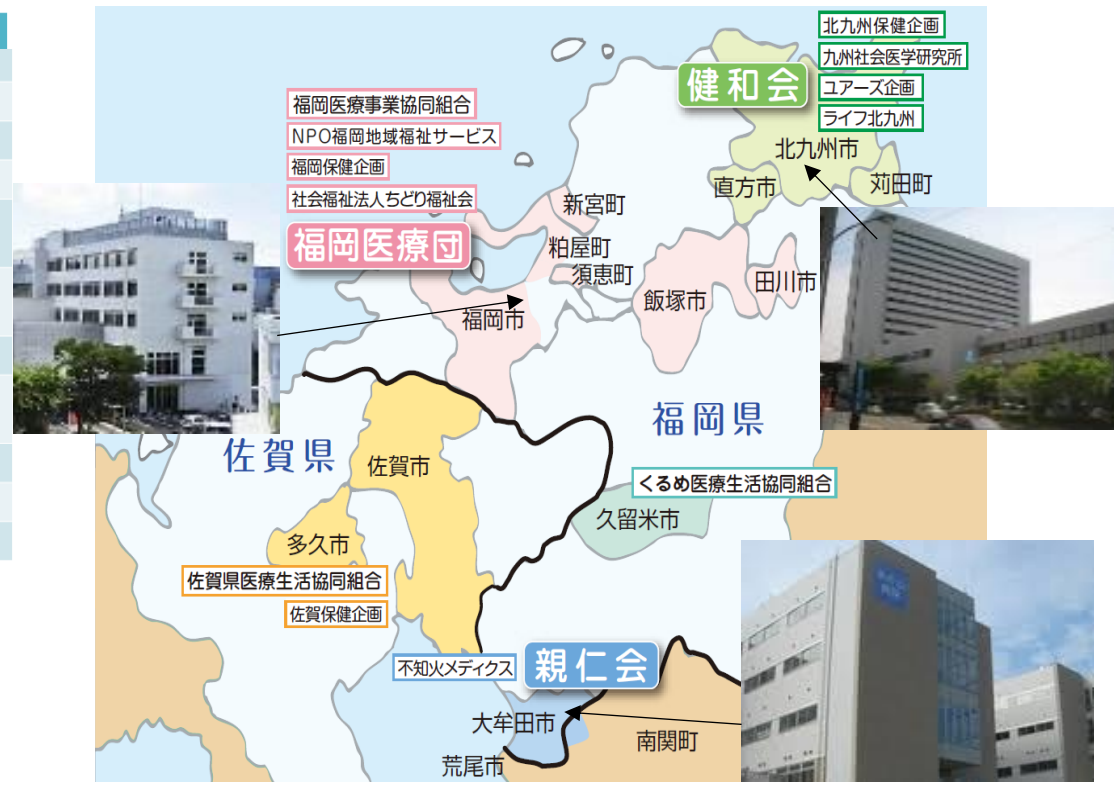 北九州保健企画
九州社会医学研究所
ユアーズ企画
ライフ北九州
健和会
北九州市
直方市
苅田町
福岡医療事業協同組合
NPO福岡地域福祉サービス
福岡保健企画
社会福祉法人ちどり福祉会
福岡医療団
新宮町
粕屋町
須恵町
福岡市
飯塚市
田川市
福岡県
佐賀県
佐賀市
多久市
佐賀県医療生活協同組合
佐賀保健企画
くるめ医療生活協同組合
久留米市
不知火メディクス
親仁会
大牟田市
荒尾市
南関町